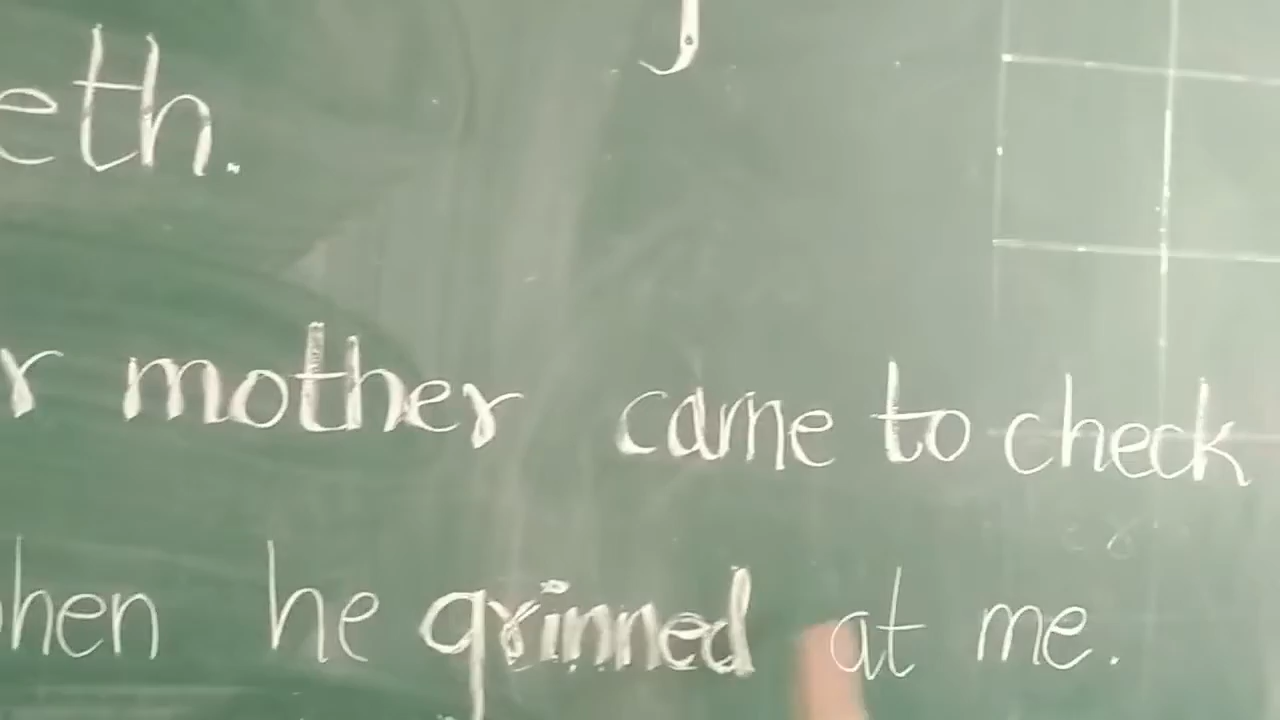 eth.
r mother came to check
hen he grinned at me.